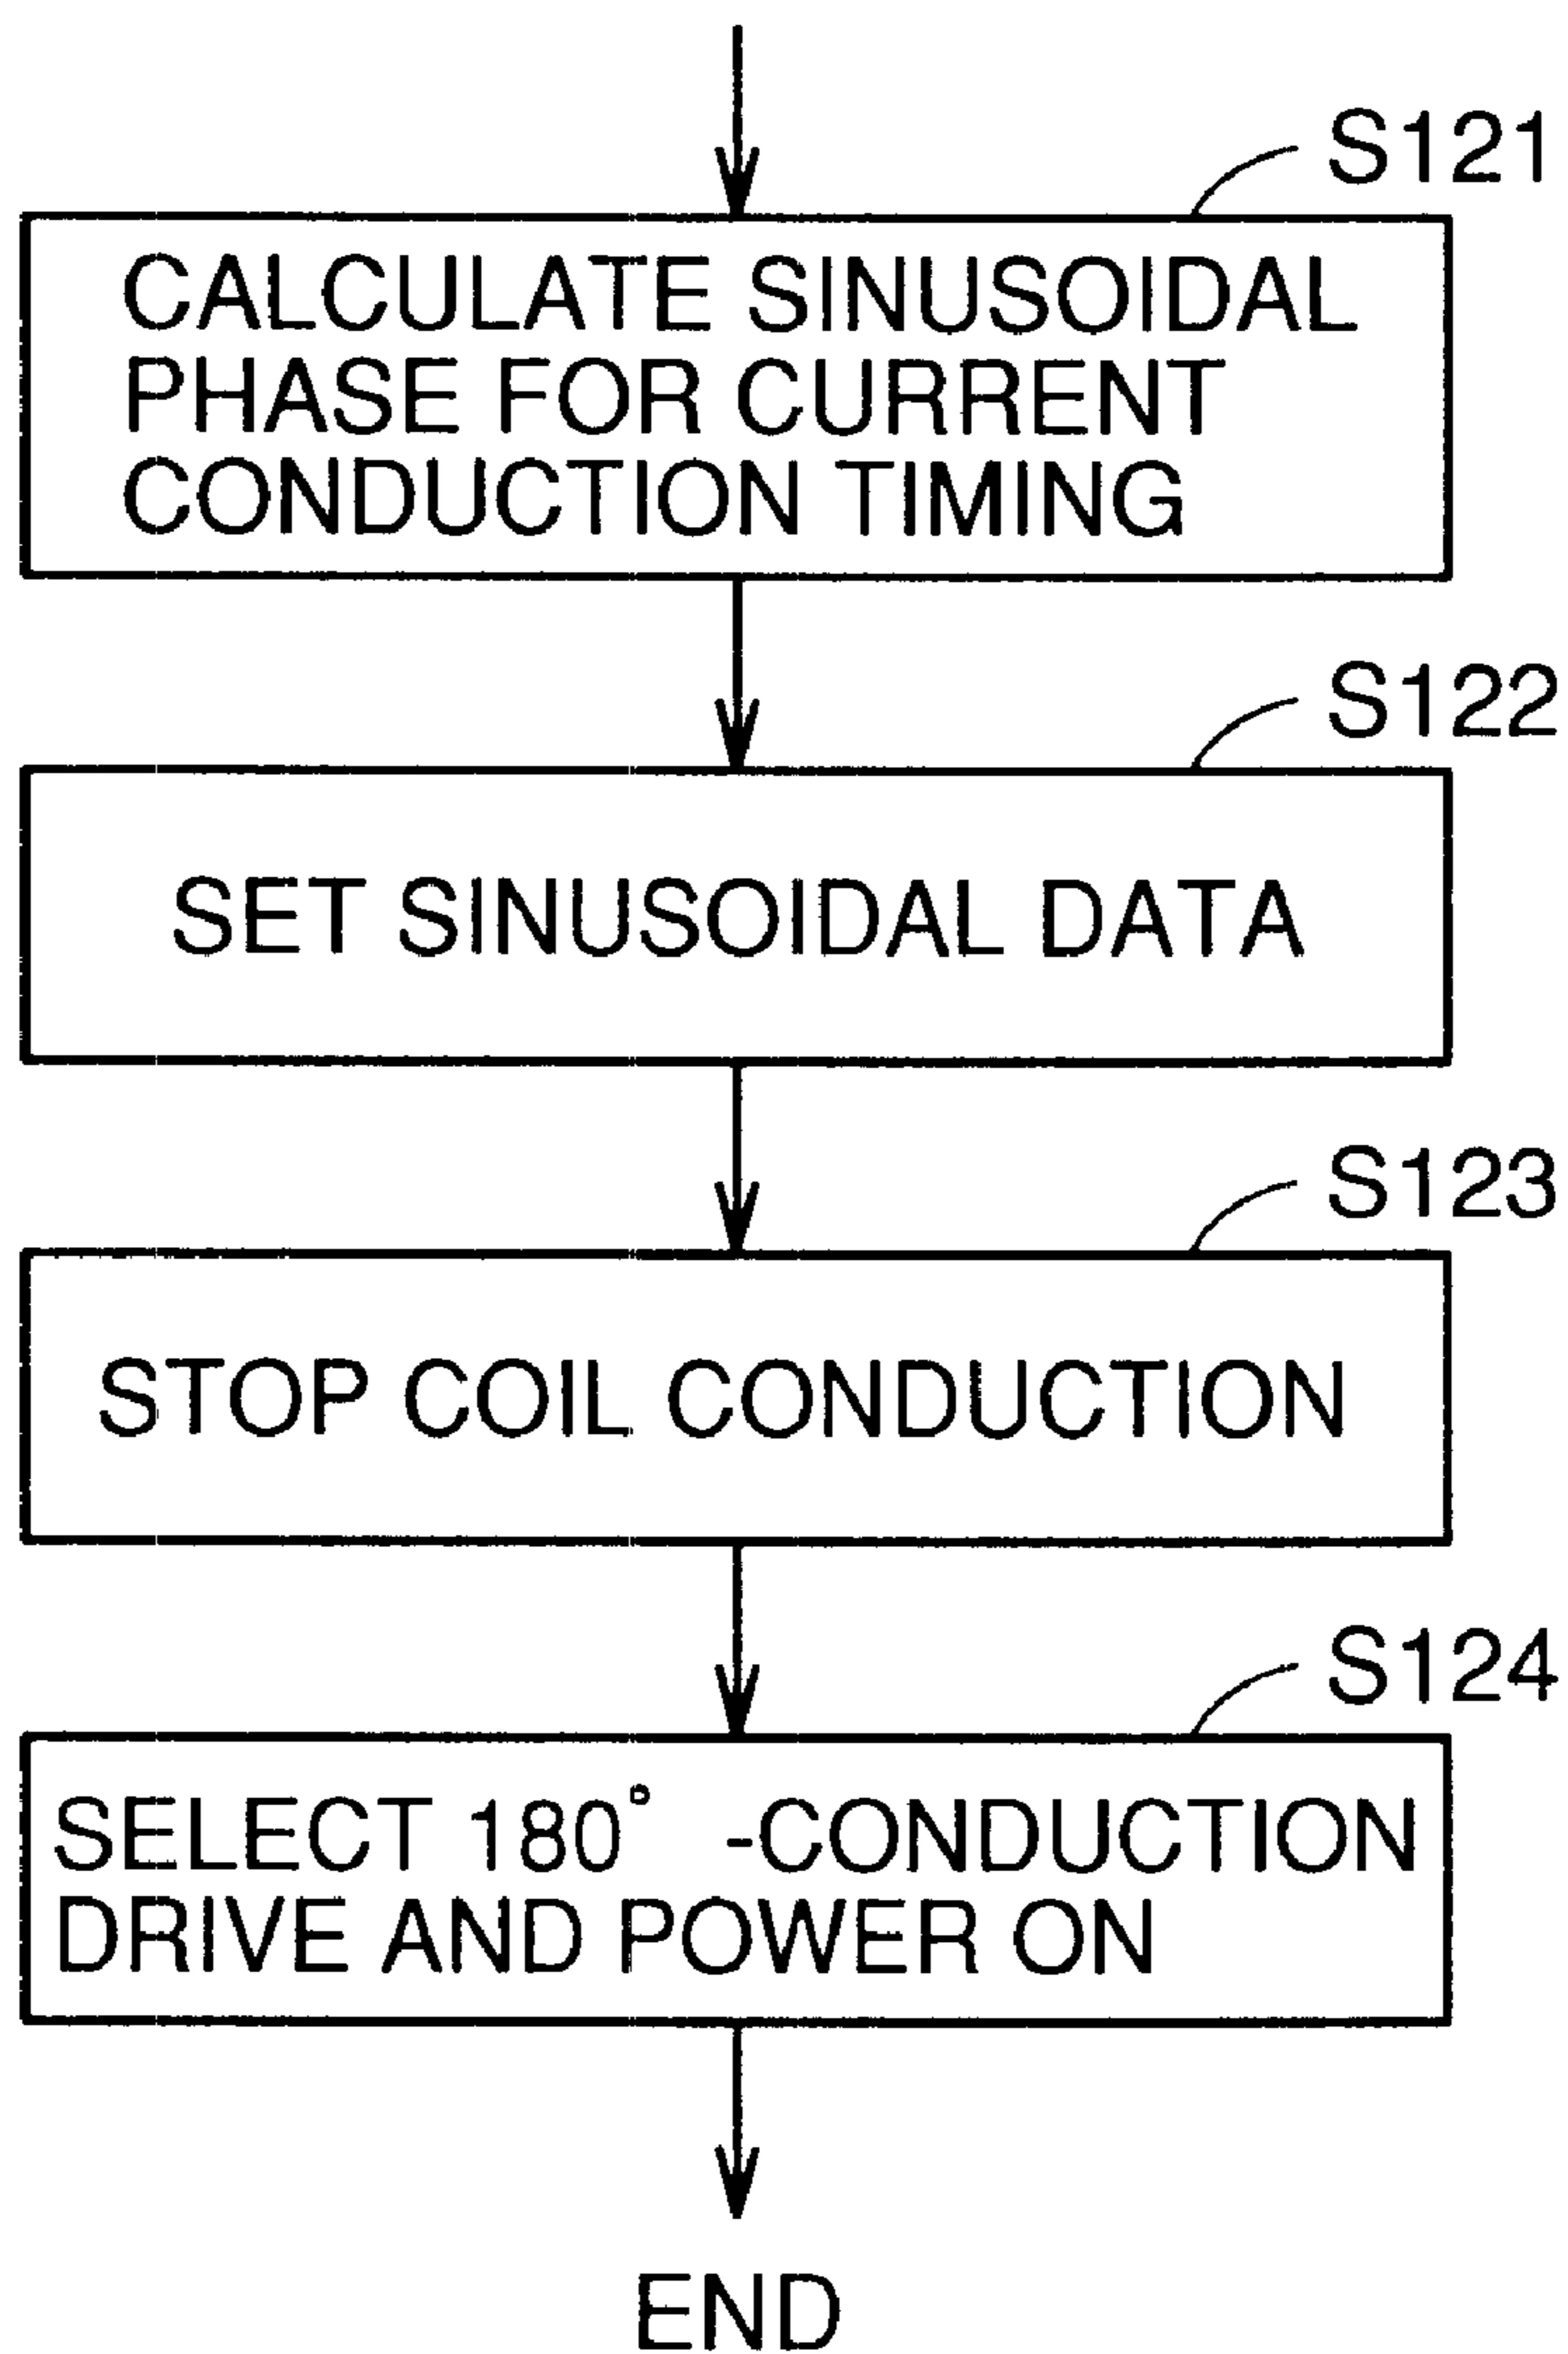 S121
CALCULATE SINUSOIDAL
PHASE FOR CURRENT
CONDUCTION TIMING
S122
SET SINUSOIDAL DATA
S123
STOP COIL CONDUCTION
S124
SELECT 180° -CONDUCTION
DRIVE AND POWER ON
END